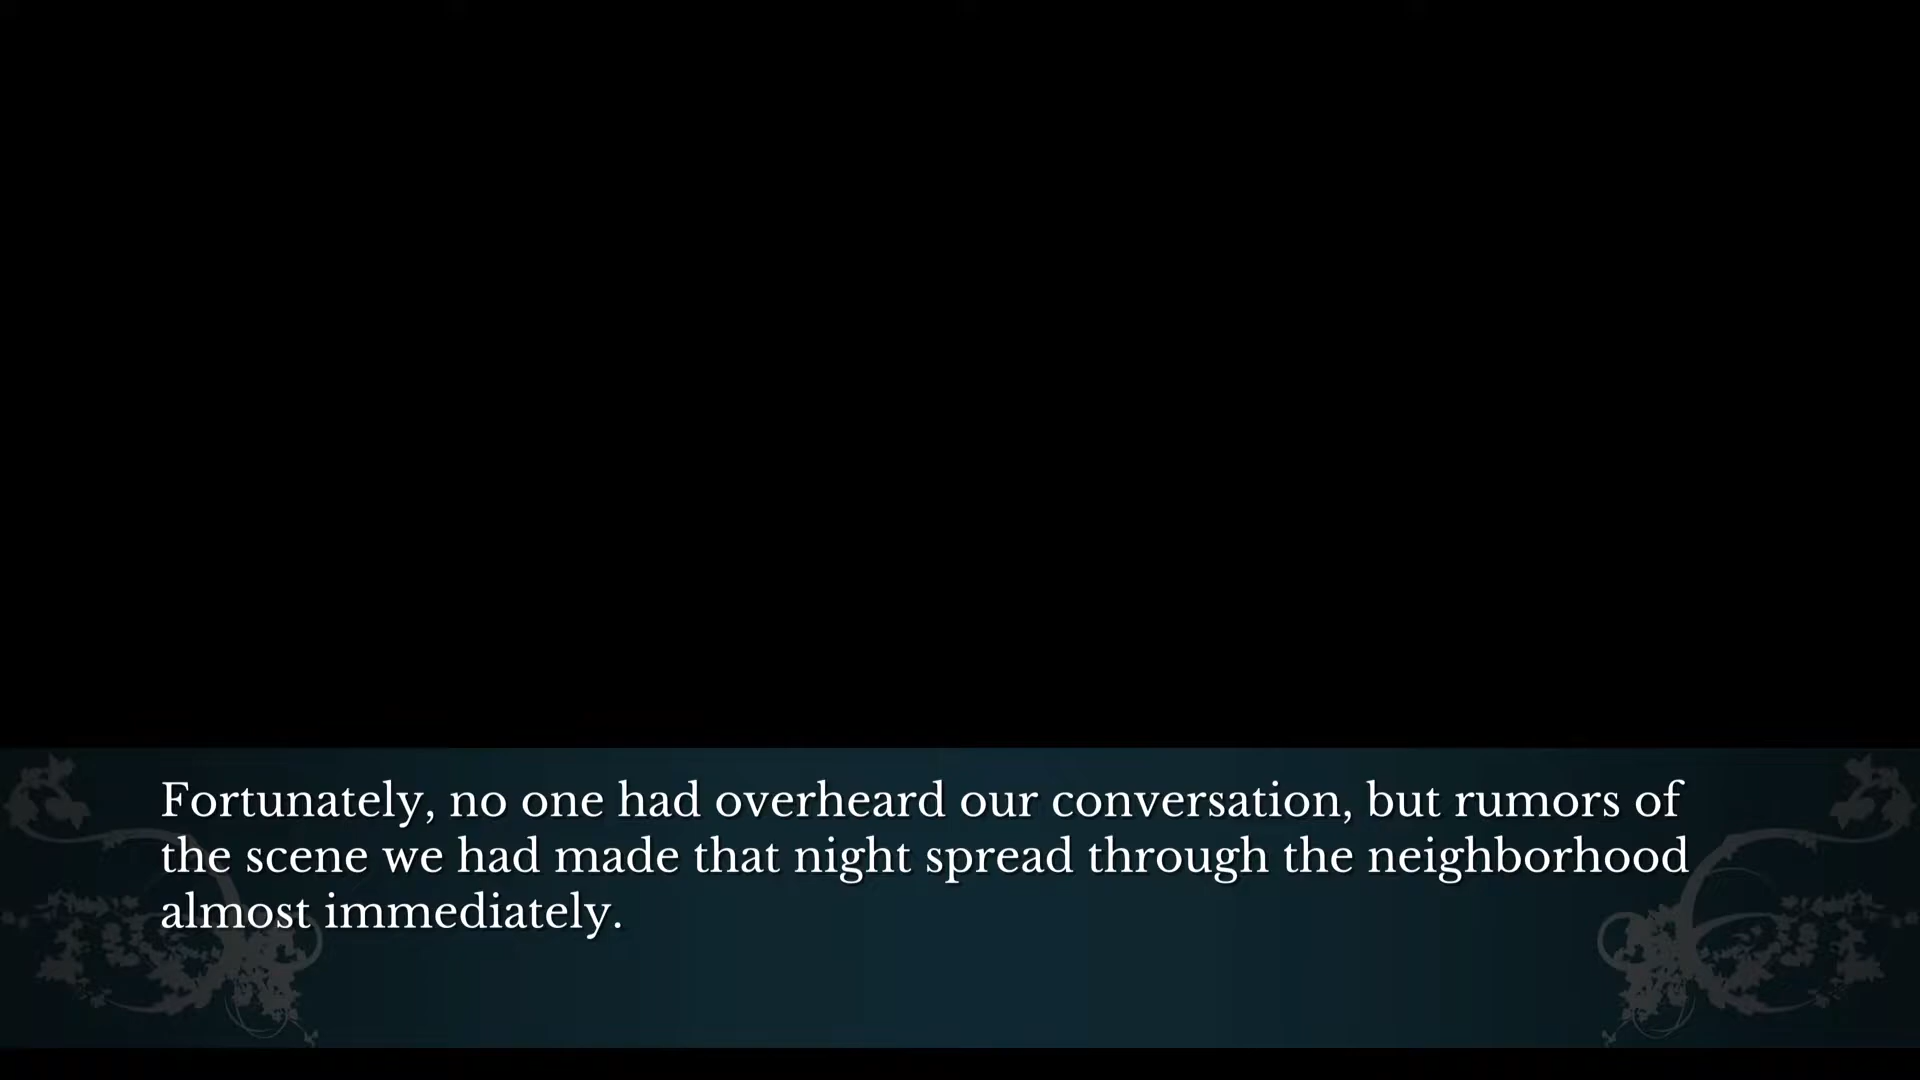 Fortunately, no one had overheard our conversation, but rumors of
the scene we had made that night spread through the neighborhood
almost immediately.